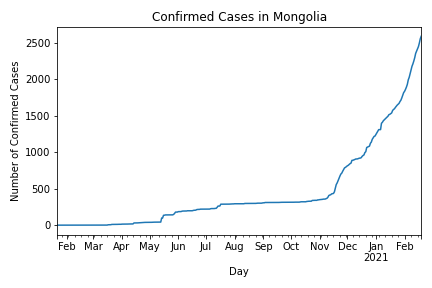 Confirmed Cases in Mongolia
Number of Confirmed Cases
2500
2000
1500
1000
500
0
Feb Mar Apr May Jun Jul Aug Sep Oct Nov Dec Jan Feb
2021
Day